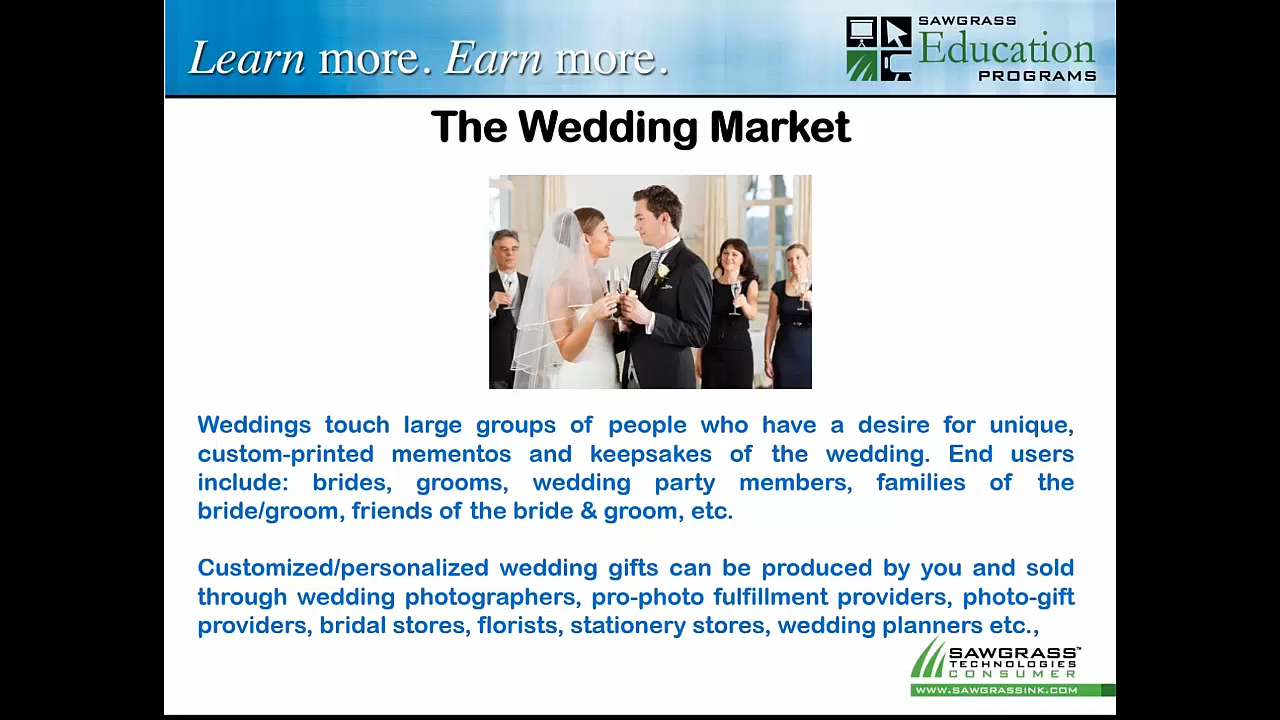 Learn more. Earn more.
SAWGRASS
Education
PROGRAMS
The Wedding Market
Weddings touch large groups of people who have a desire for unique,
custom-printed mementos and keepsakes of the wedding. End users
include: brides, grooms, wedding party members, families of the
bride/groom, friends of the bride & groom, etc.
Customized/personalized wedding gifts can be produced by you and sold
through wedding photographers, pro-photo fulfillment providers, photo-gift
providers, bridal stores, florists, stationery stores, wedding planners etc.,
SAWGRASS™
TECHNOLOGIES
CONSUMER
WWW.SAWGRASSINK.COM